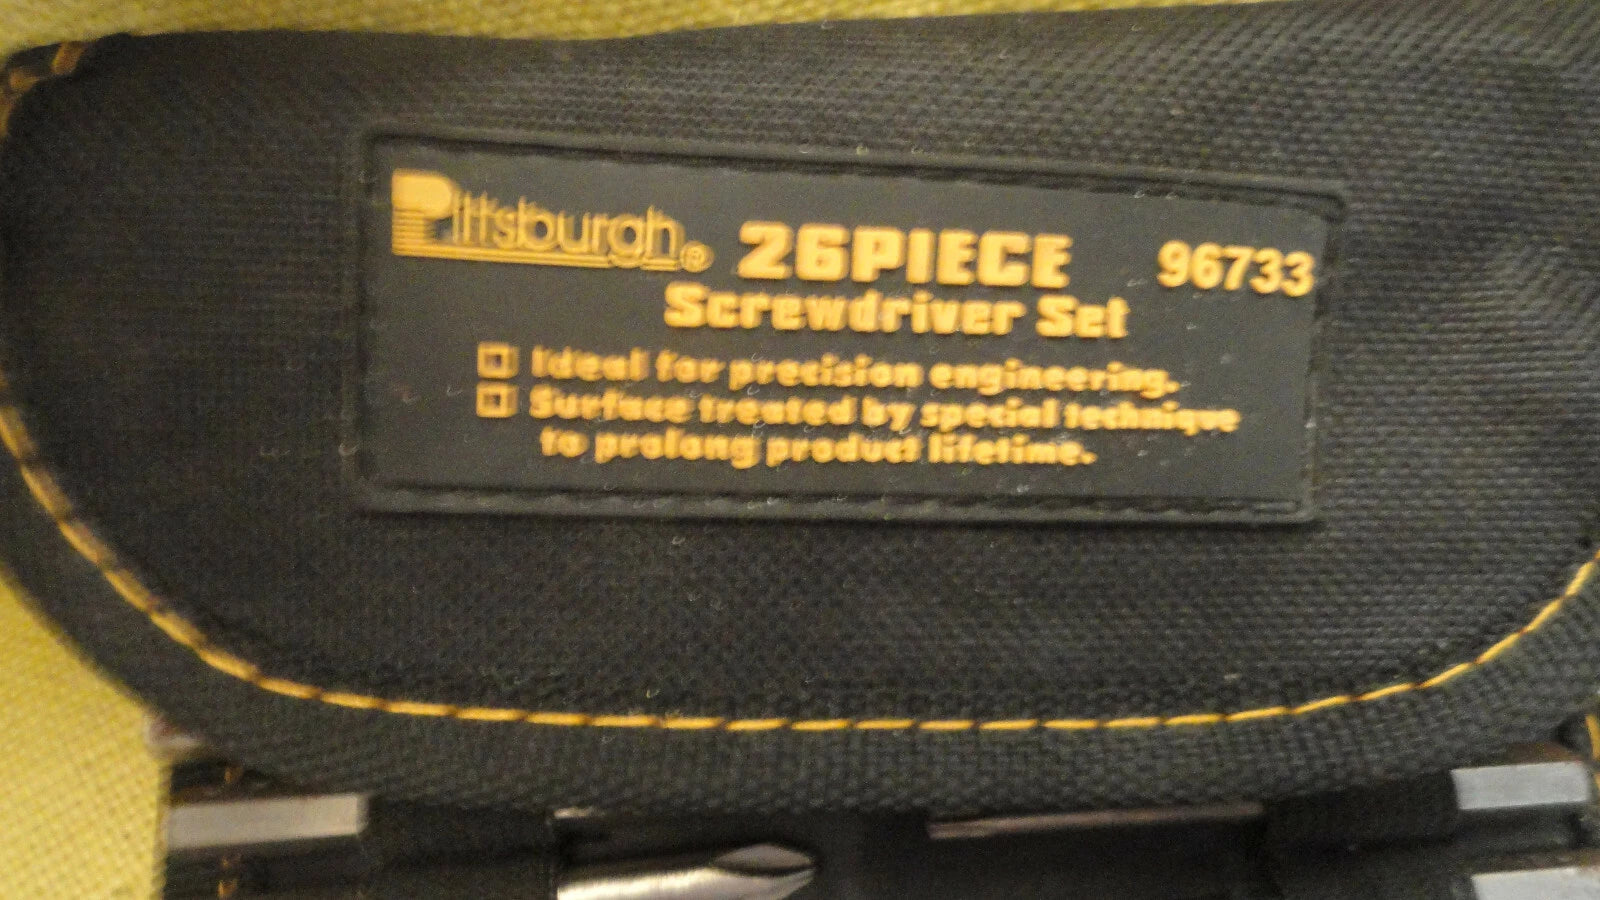 Pittsburgh® 26PIECE 96733
Screwdriver Set
Ideal for precision engineering.
Surface treated by special technique
to prolong product lifetime.